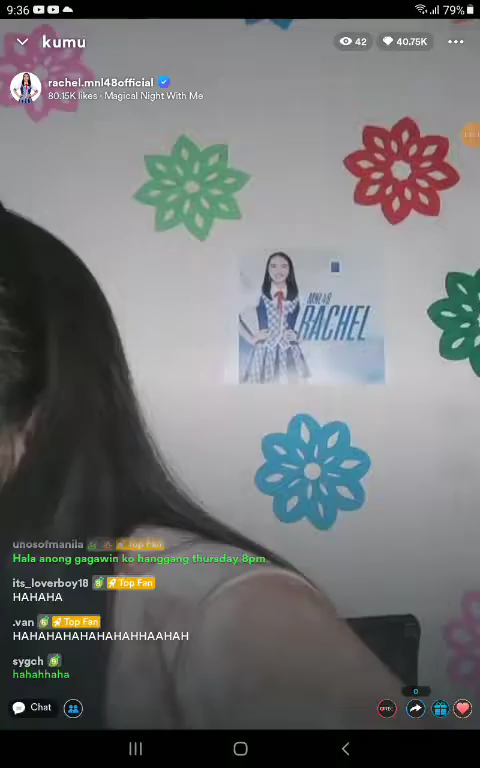 9:36
79%
kumu
42
40.75K
rachel.mnl48official
80.15K likes · Magical Night With Me
MNL48
RACHEL
unosofmanila Top Fan
Hala anong gagawin ko hanggang thursday 8pm
its_loverboy18 Top Fan
HAHAHA
.van Top Fan
HAHAHAHAHAHAHAHHAAHAH
sygch
hahahhaha
0
Chat